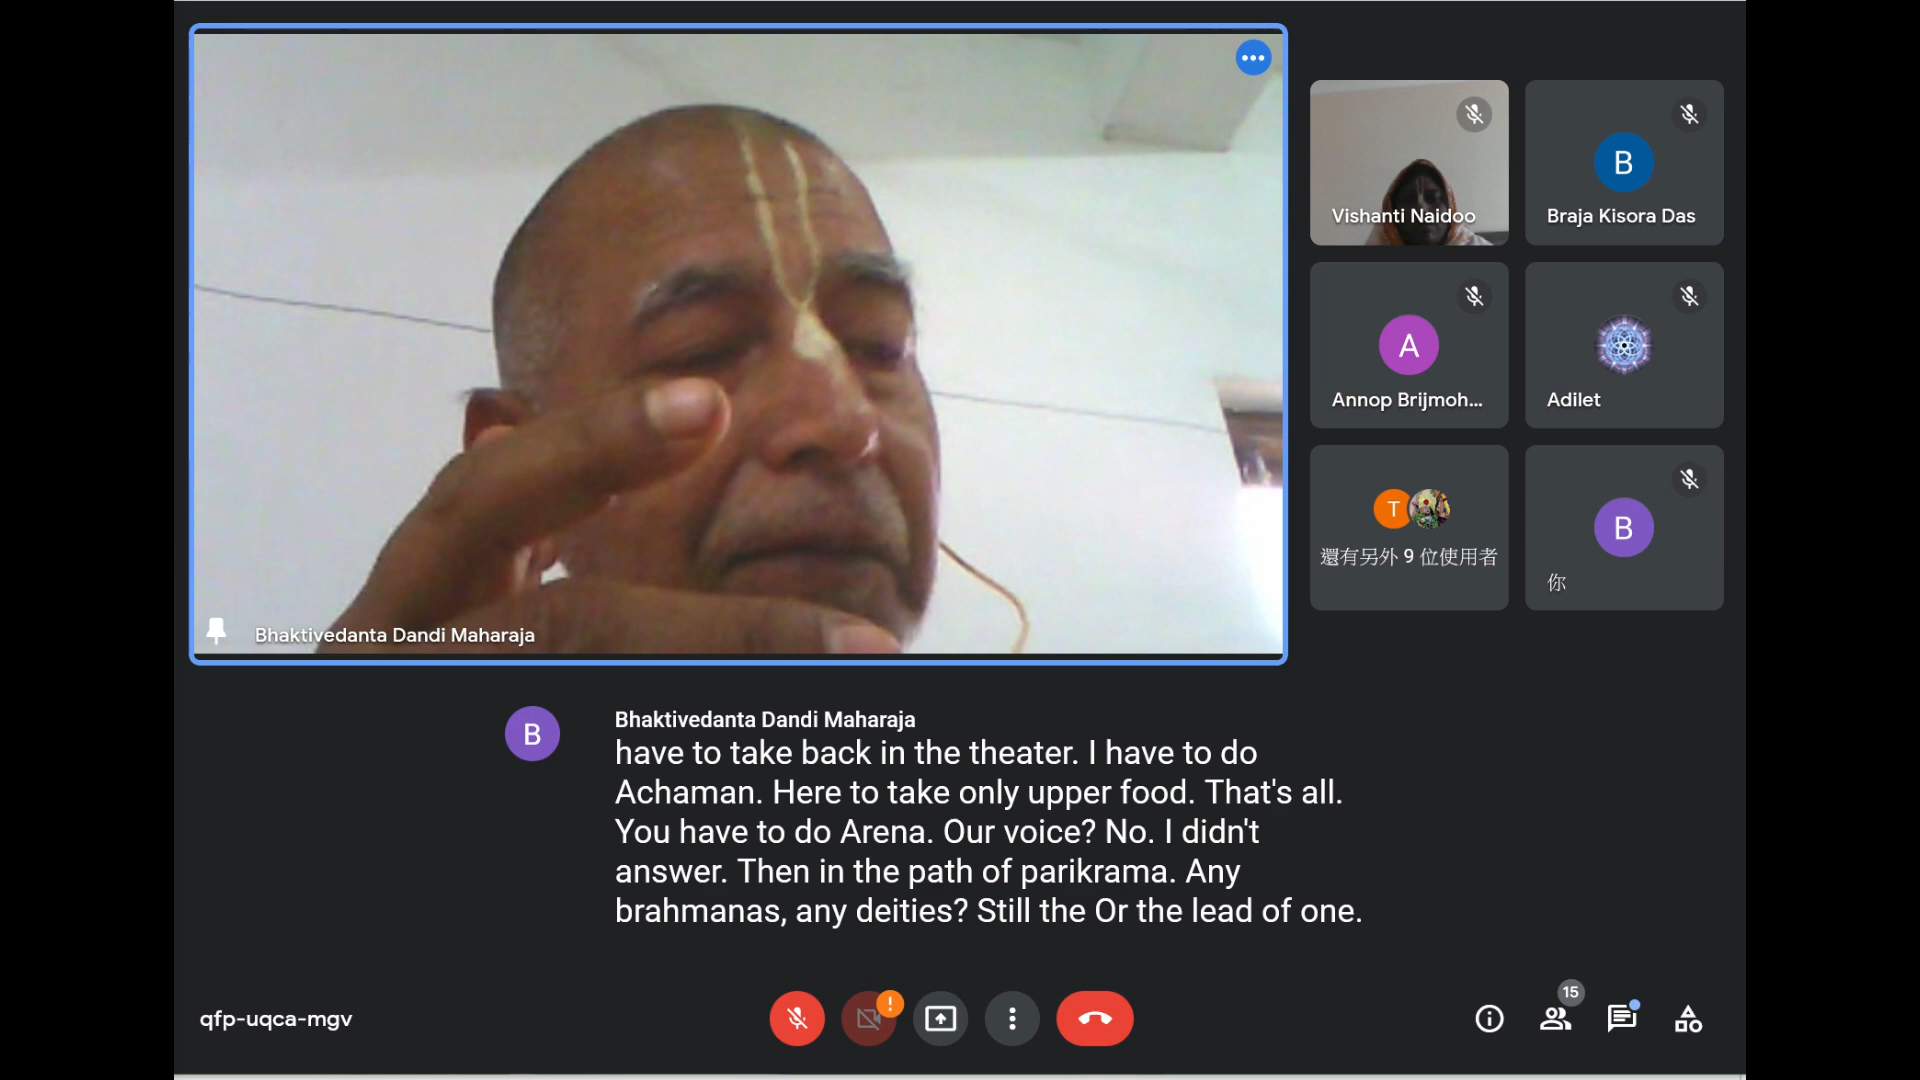 Bhaktivedanta Dandi Maharaja
Vishanti Naidoo
B
Braja Kisora Das
A
Annop Brijmoh...
Adilet
T
還有另外 9 位使用者
B
你
B
Bhaktivedanta Dandi Maharaja
have to take back in the theater. I have to do
Achaman. Here to take only upper food. That's all.
You have to do Arena. Our voice? No. I didn't
answer. Then in the path of parikrama. Any
brahmanas, any deities? Still the Or the lead of one.
qfp-uqca-mgv
!
15